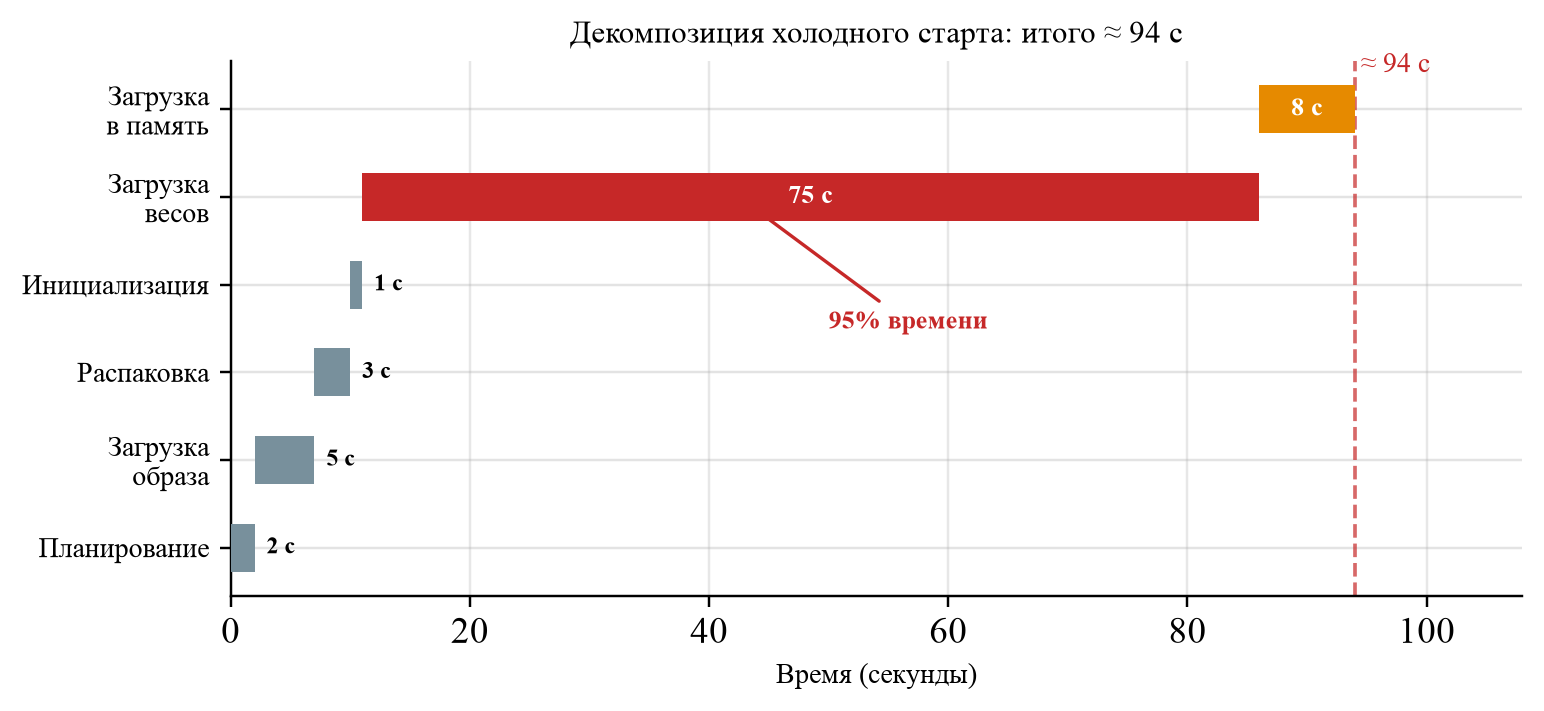 Декомпозиция холодного старта: итого ≈ 94 с
≈ 94 с
Загрузка
в память
8 с
Загрузка
весов
75 с
Инициализация
1 с
95% времени
Распаковка
3 с
Загрузка
образа
5 с
Планирование
2 с
0 20 40 60 80 100
Время (секунды)